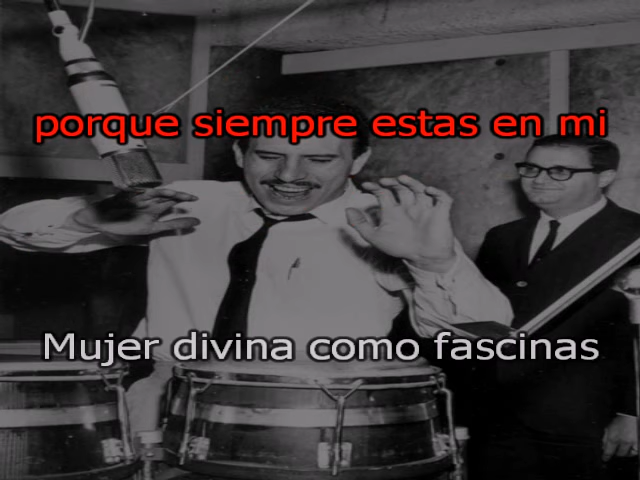 porque siempre estas en mi
Mujer divina como fascinas